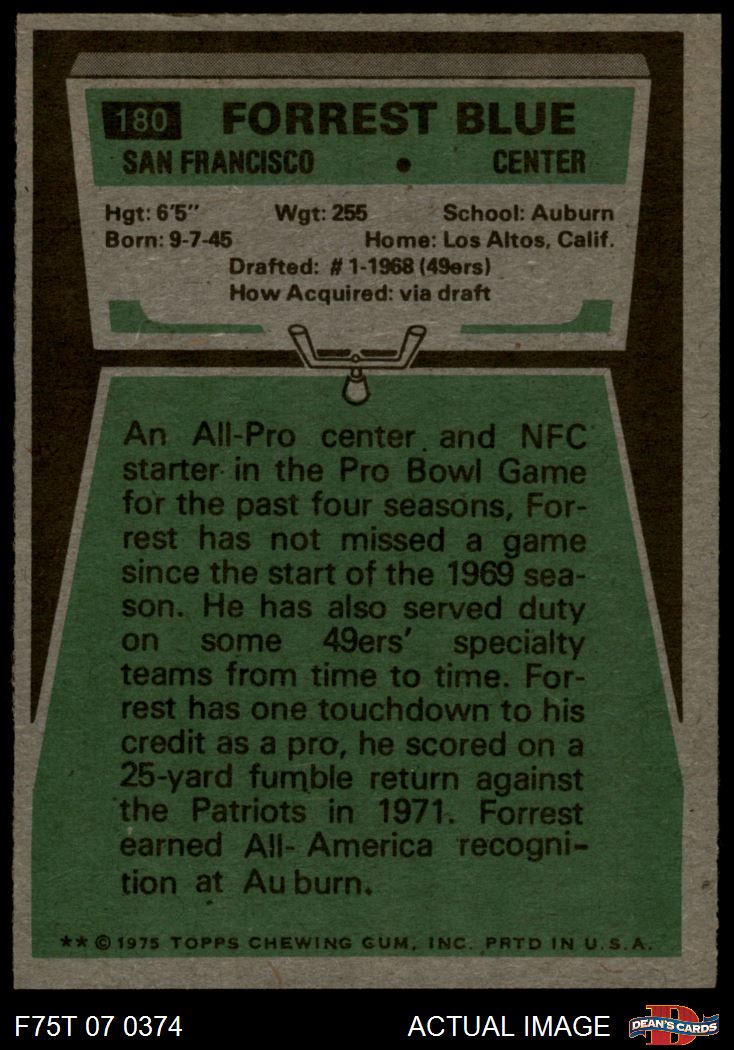 180 FORREST BLUE
SAN FRANCISCO • CENTER
Hgt: 6'5" Wgt: 255 School: Auburn
Born: 9-7-45 Home: Los Altos, Calif.
Drafted: #1-1968 (49ers)
How Acquired: via draft
An All-Pro center and NFC
starter in the Pro Bowl Game
for the past four seasons, For-
rest has not missed a game
since the start of the 1969 sea-
son. He has also served duty
on some 49ers' specialty
teams from time to time. For-
rest has one touchdown to his
credit as a pro, he scored on a
25-yard fumble return against
the Patriots in 1971. Forrest
earned All-America recogni-
tion at Auburn.
** © 1975 TOPPS CHEWING GUM, INC. PRTD IN U.S.A.
F75T 07 0374 ACTUAL IMAGE DEAN'S CARDS